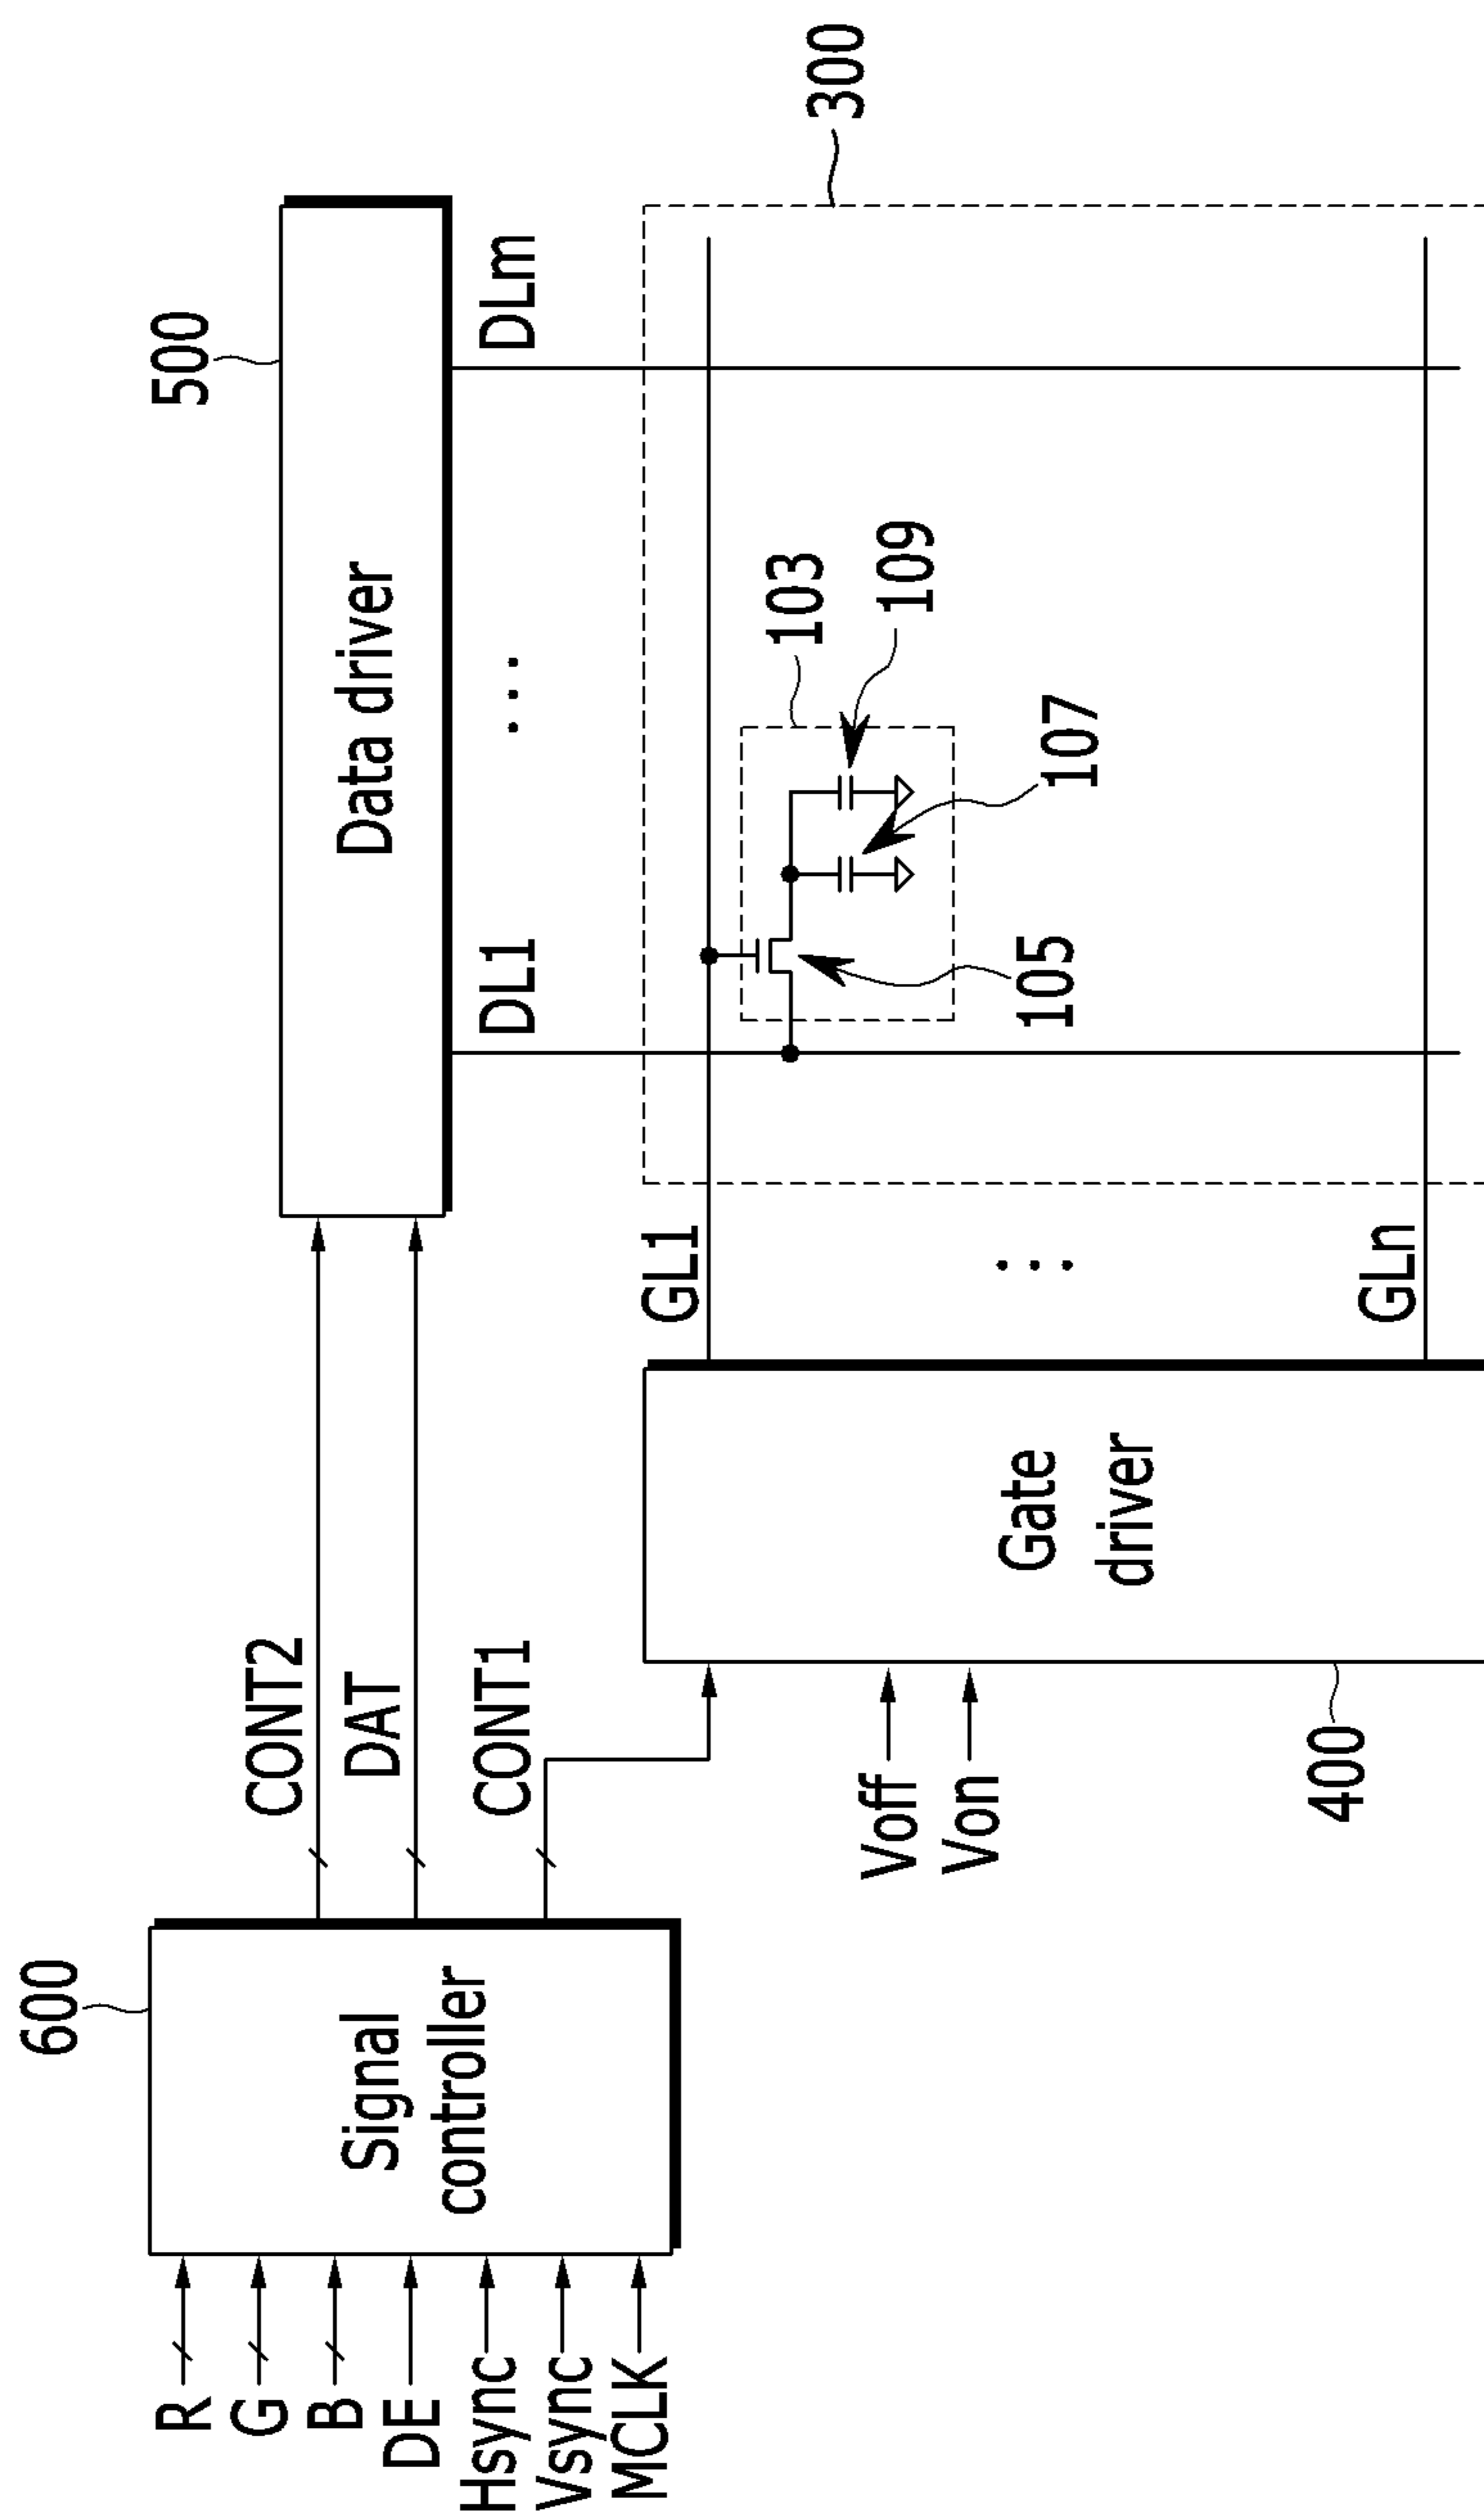 600
R
G
B
DE
Hsync
Vsync
MCLK
Signal
controller
CONT2
DAT
CONT1
500
Data driver
DL1
...
DLm
300
Voff
Von
400
Gate
driver
GL1
...
GLn
103
109
107
105